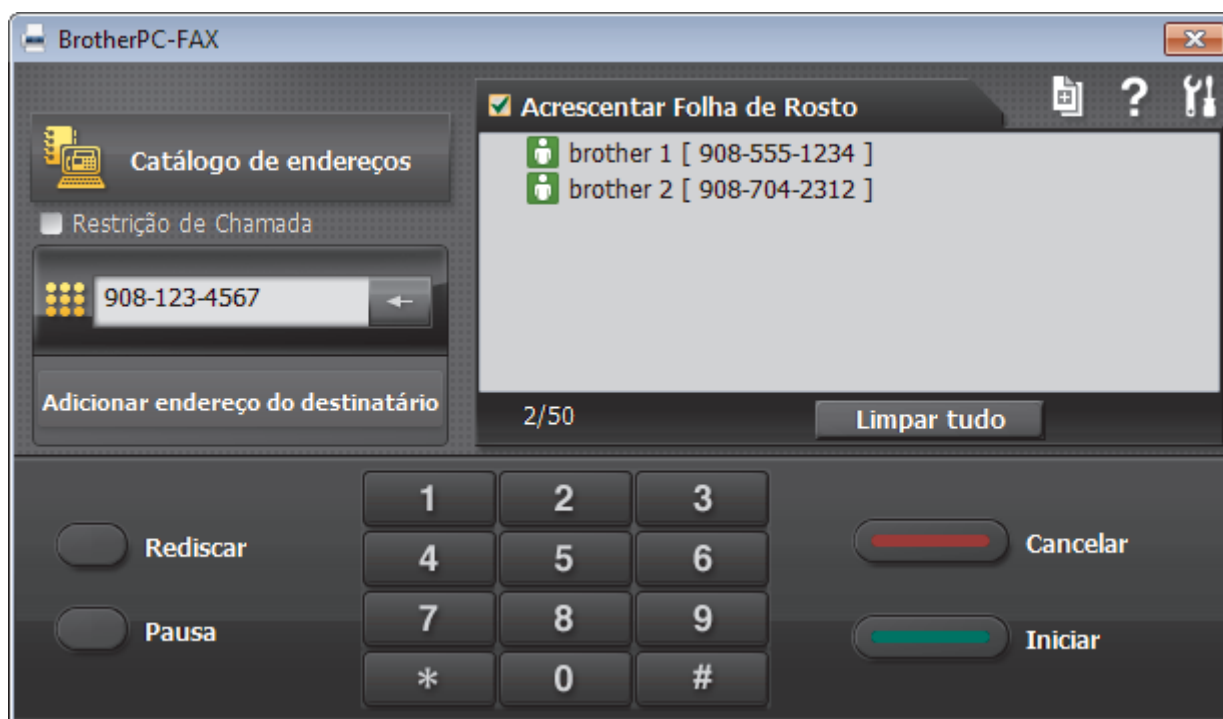 BrotherPC-FAX
Catálogo de endereços
Restrição de Chamada
908-123-4567
Adicionar endereço do destinatário
Acrescentar Folha de Rosto
?
brother 1 [ 908-555-1234 ]
brother 2 [ 908-704-2312 ]
2/50
Limpar tudo
Rediscar
Pausa
1 2 3
4 5 6
7 8 9
* 0 #
Cancelar
Iniciar